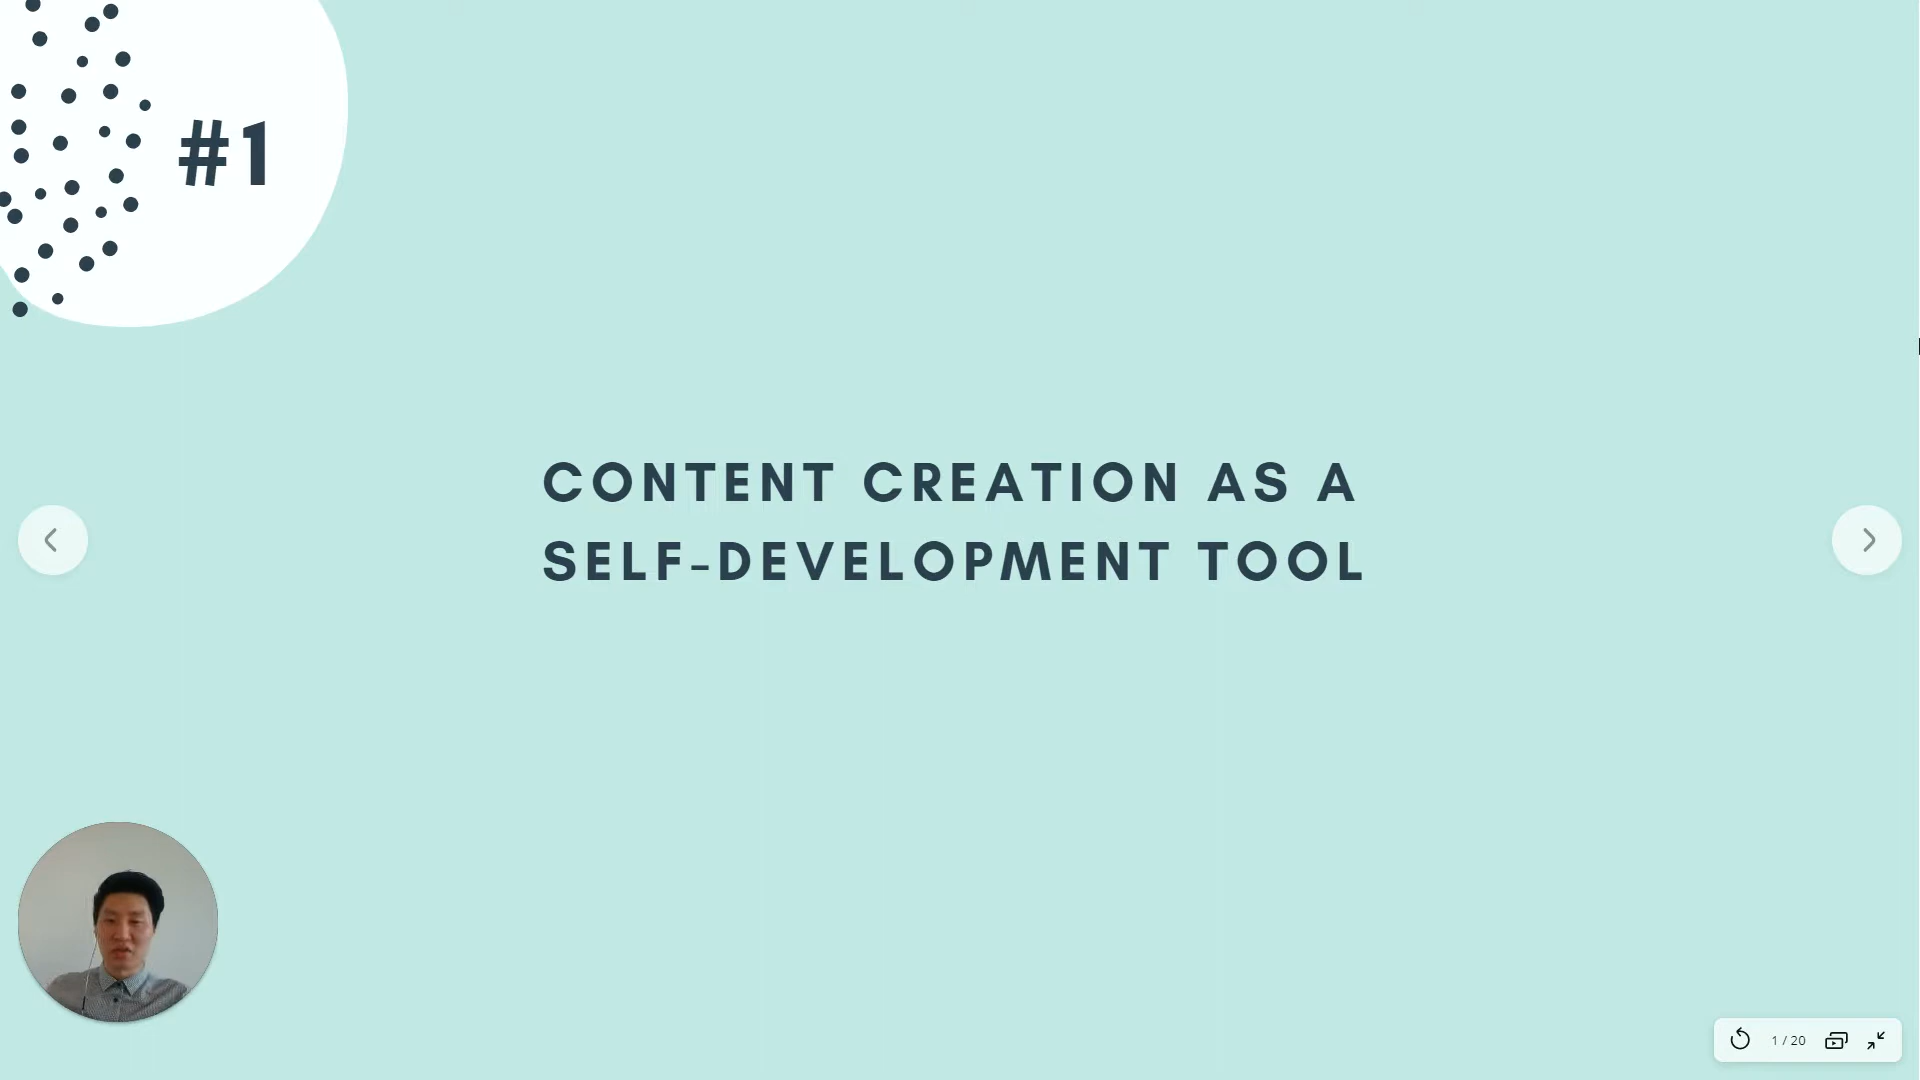 #1
CONTENT CREATION AS A
SELF-DEVELOPMENT TOOL
1 / 20